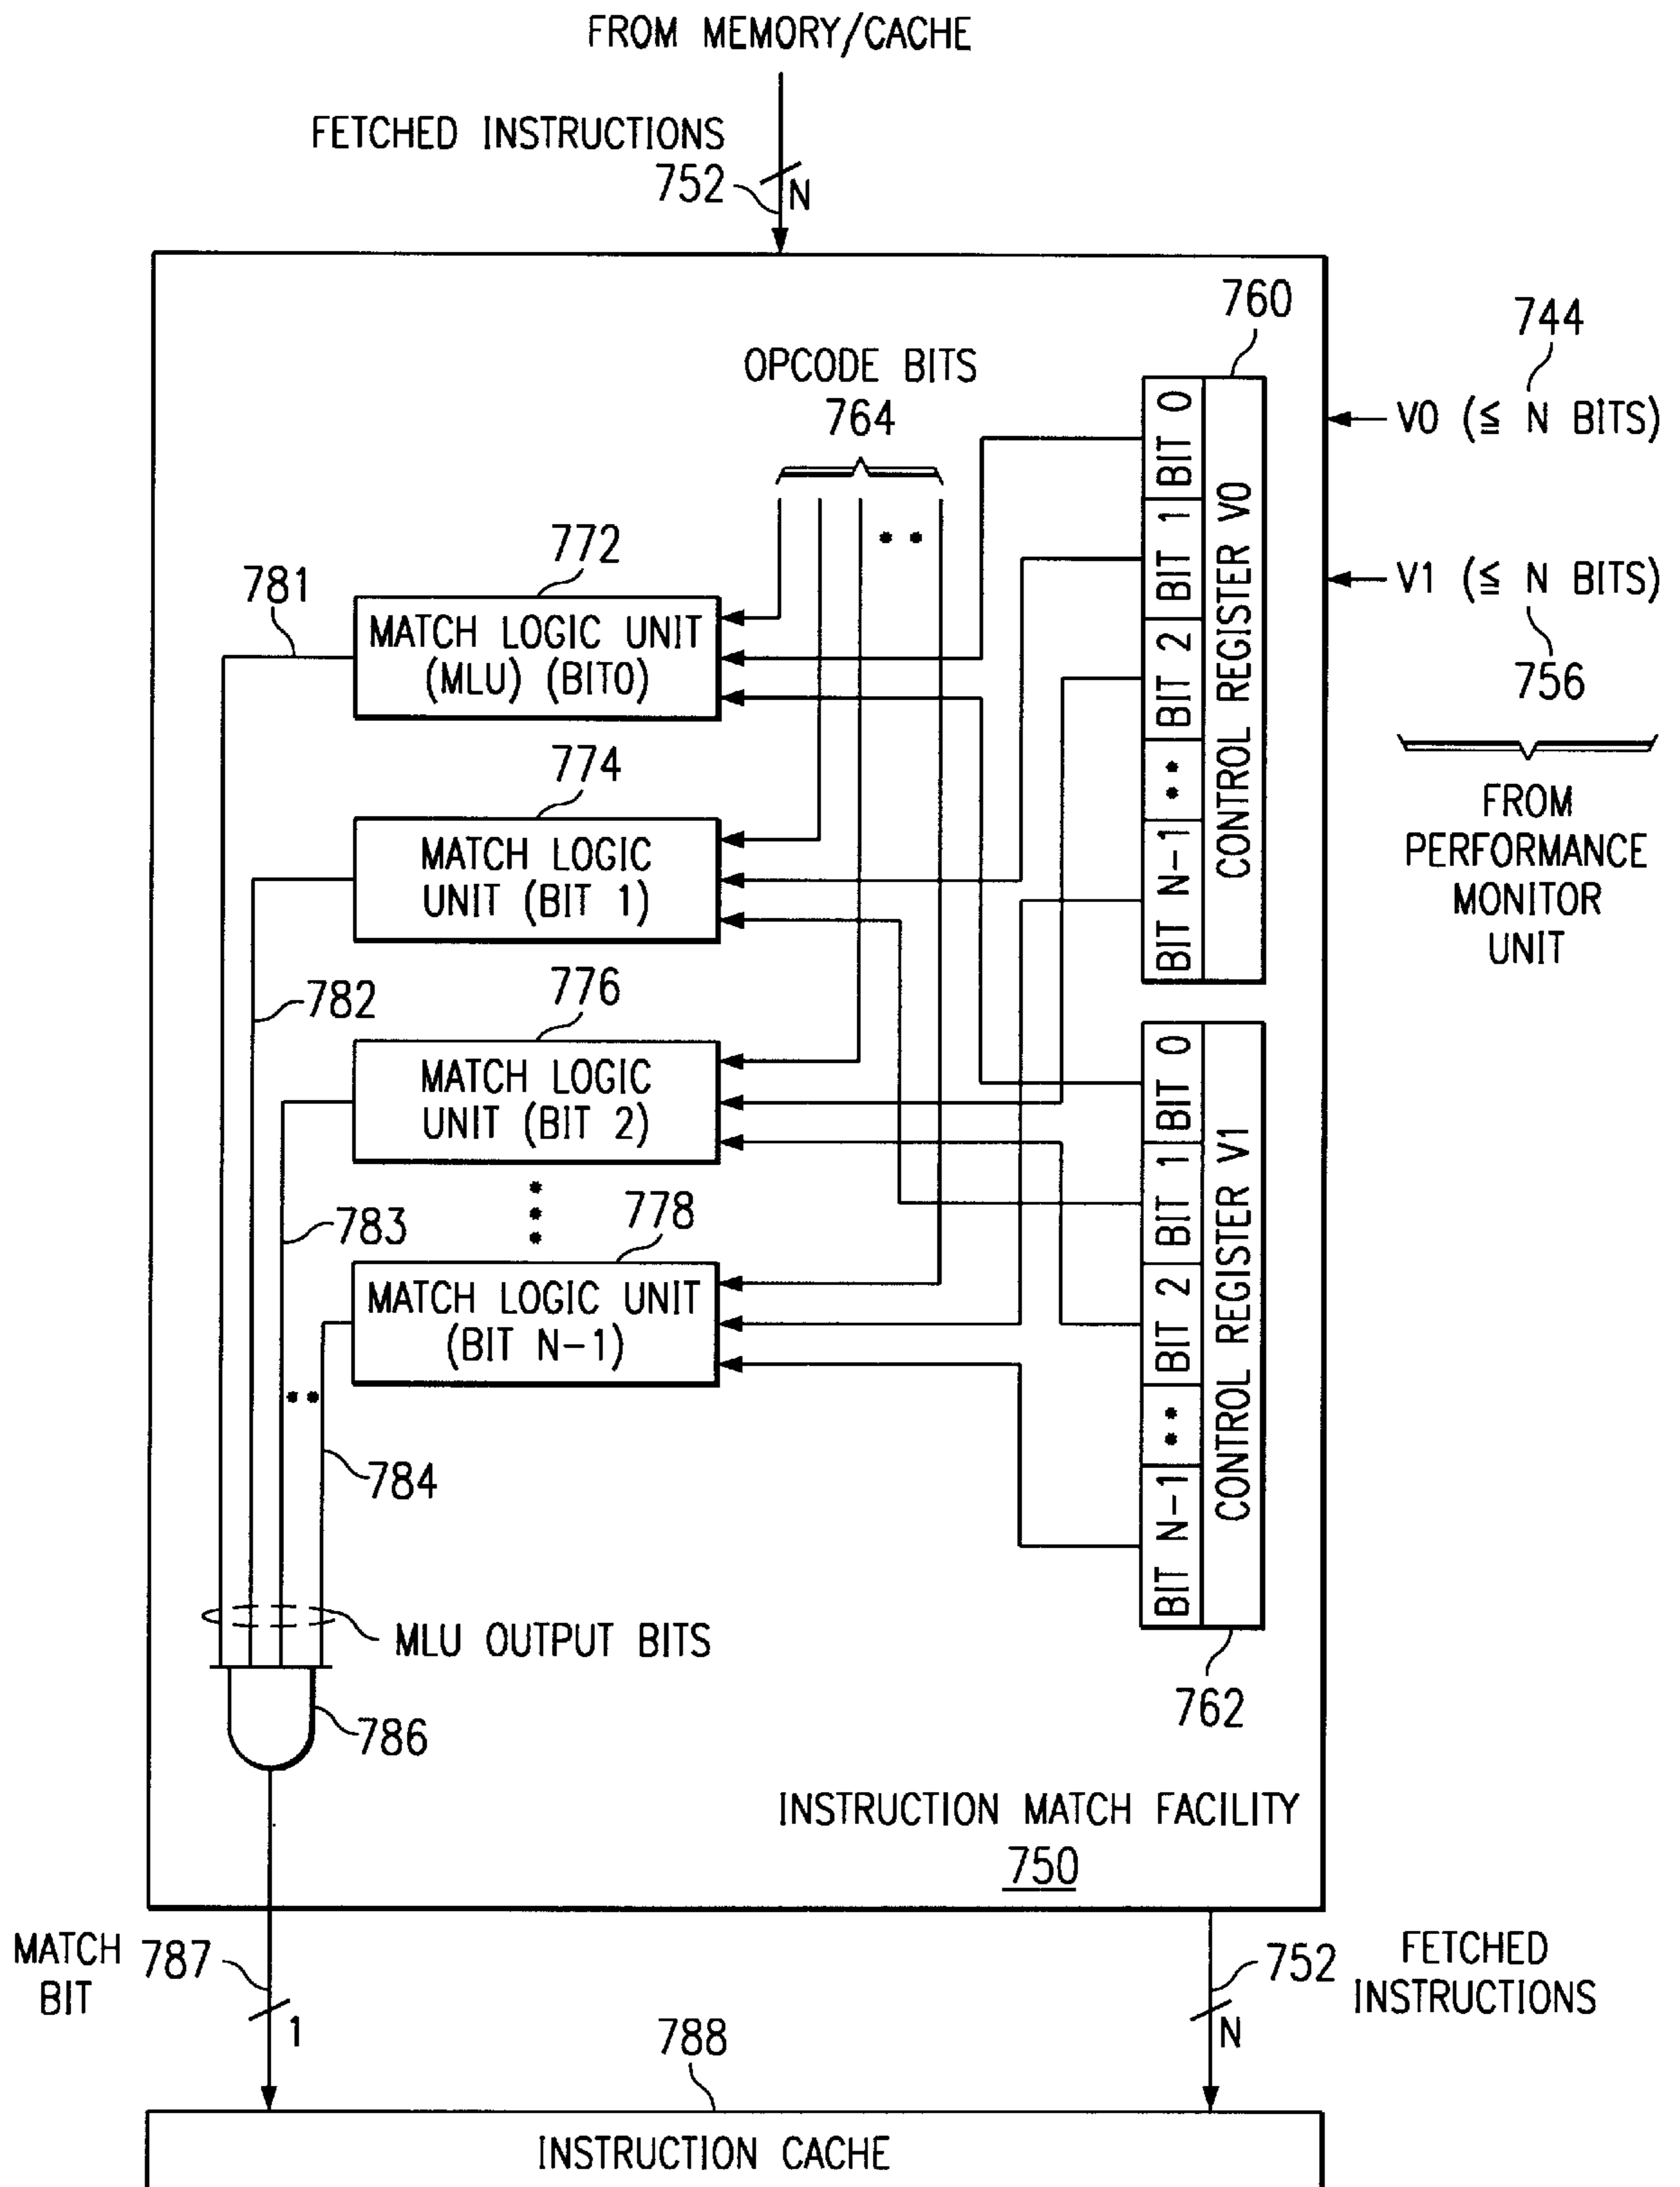 FROM MEMORY/CACHE
FETCHED INSTRUCTIONS
752
N
760
744
OPCODE BITS
764
V0 (≦ N BITS)
772
781
MATCH LOGIC UNIT
(MLU) (BIT0)
V1 (≦ N BITS)
756
BIT 0
BIT 1
BIT 2
••
BIT N-1
CONTROL REGISTER V0
774
MATCH LOGIC
UNIT (BIT 1)
FROM
PERFORMANCE
MONITOR
UNIT
782
776
MATCH LOGIC
UNIT (BIT 2)
BIT 0
BIT 1
BIT 2
••
BIT N-1
CONTROL REGISTER V1
783
778
MATCH LOGIC UNIT
(BIT N-1)
784
MLU OUTPUT BITS
762
786
INSTRUCTION MATCH FACILITY
750
MATCH
BIT
787
1
752
N
FETCHED
INSTRUCTIONS
788
INSTRUCTION CACHE